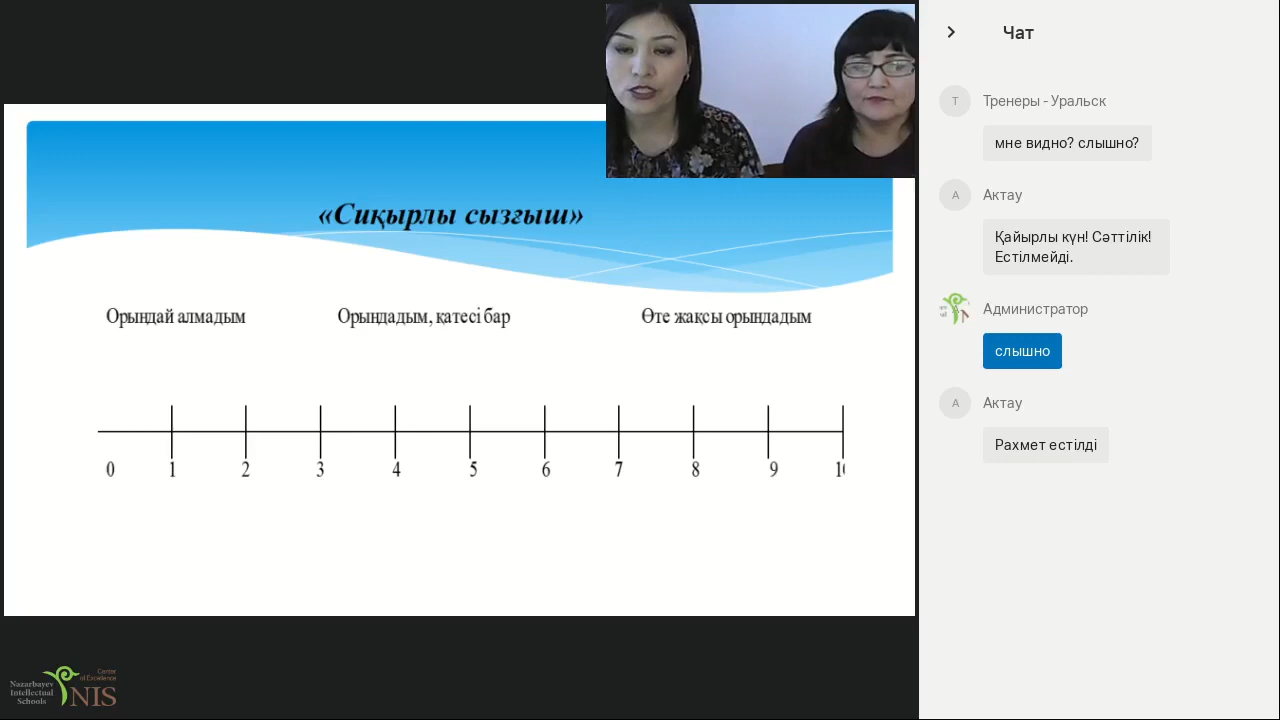 «Сиқырлы сызғыш»
Орындай алмадым
Орындадым, қатесі бар
Өте жақсы орындадым
0 1 2 3 4 5 6 7 8 9 10
Nazarbayev
Intellectual
Schools
Center
of Excellence
NIS
Чат
Т
Тренеры - Уральск
мне видно? слышно?
А
Актау
Қайырлы күн! Сәттілік!
Естілмейді.
Администратор
слышно
А
Актау
Рахмет естілді